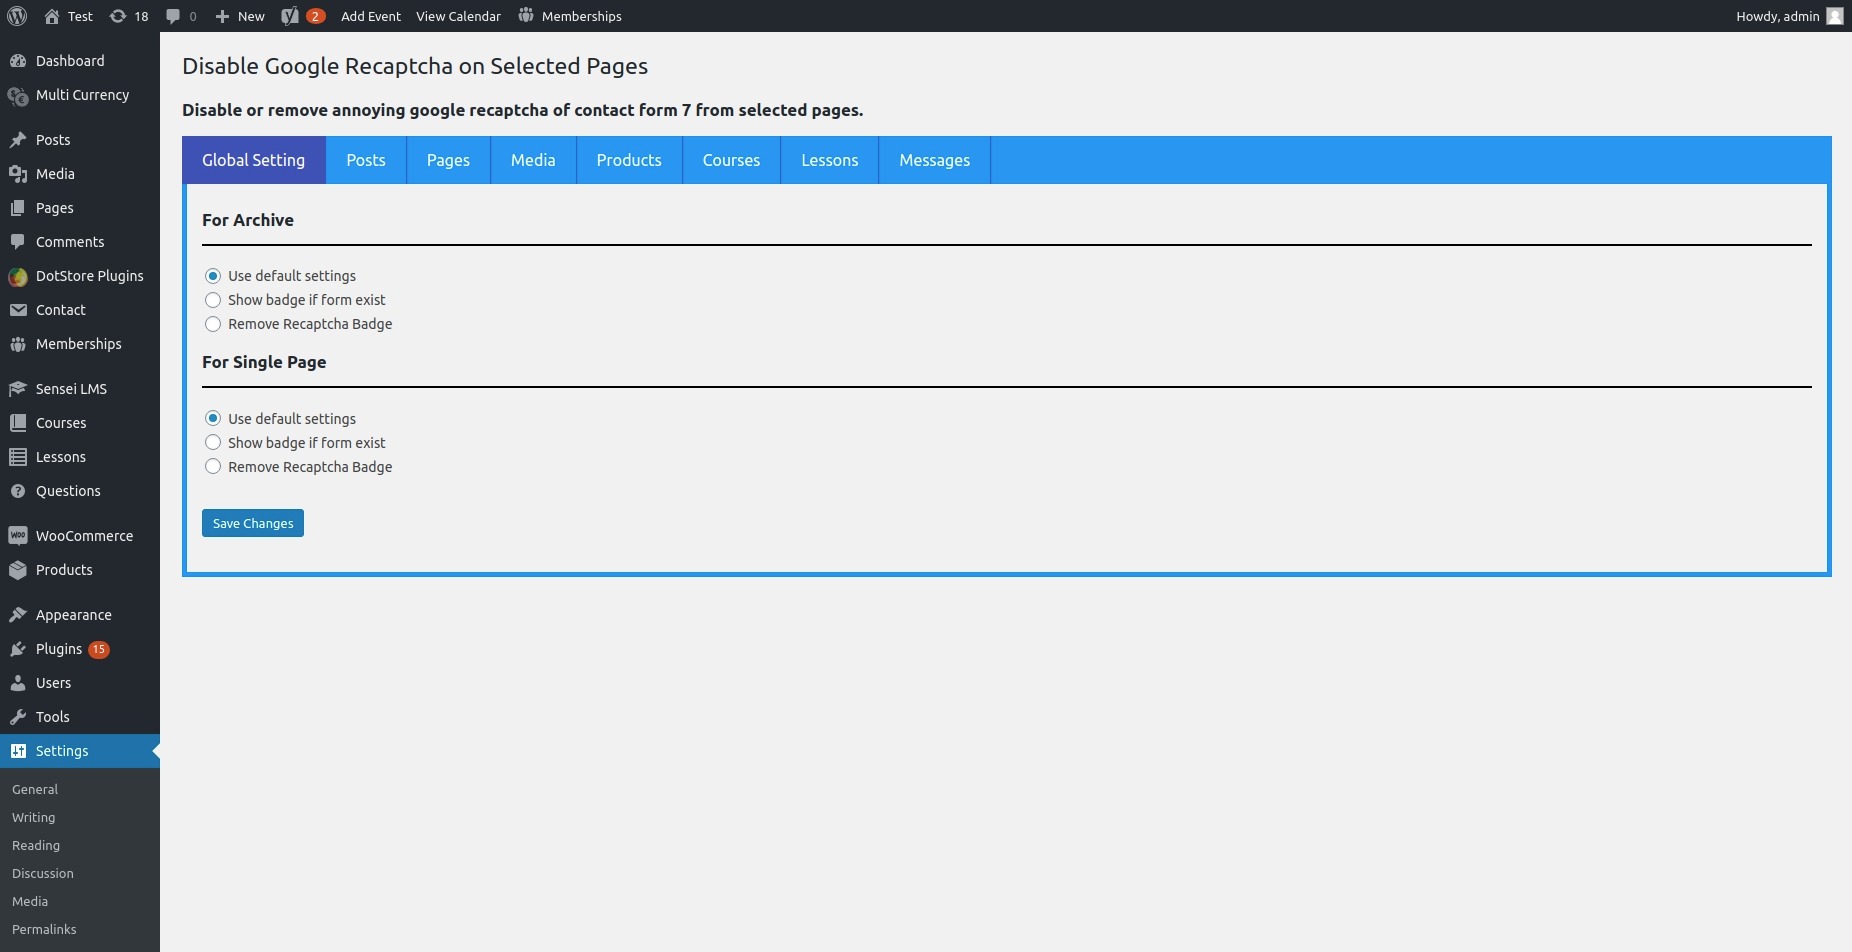 Test 18 0 New 2 Add Event View Calendar Memberships Howdy, admin
Dashboard
Multi Currency
Posts
Media
Pages
Comments
DotStore Plugins
Contact
Memberships
Sensei LMS
Courses
Lessons
Questions
WooCommerce
Products
Appearance
Plugins 15
Users
Tools
Settings
General
Writing
Reading
Discussion
Media
Permalinks
Disable Google Recaptcha on Selected Pages
Disable or remove annoying google recaptcha of contact form 7 from selected pages.
Global Setting Posts Pages Media Products Courses Lessons Messages
For Archive
Use default settings
Show badge if form exist
Remove Recaptcha Badge
For Single Page
Use default settings
Show badge if form exist
Remove Recaptcha Badge
Save Changes